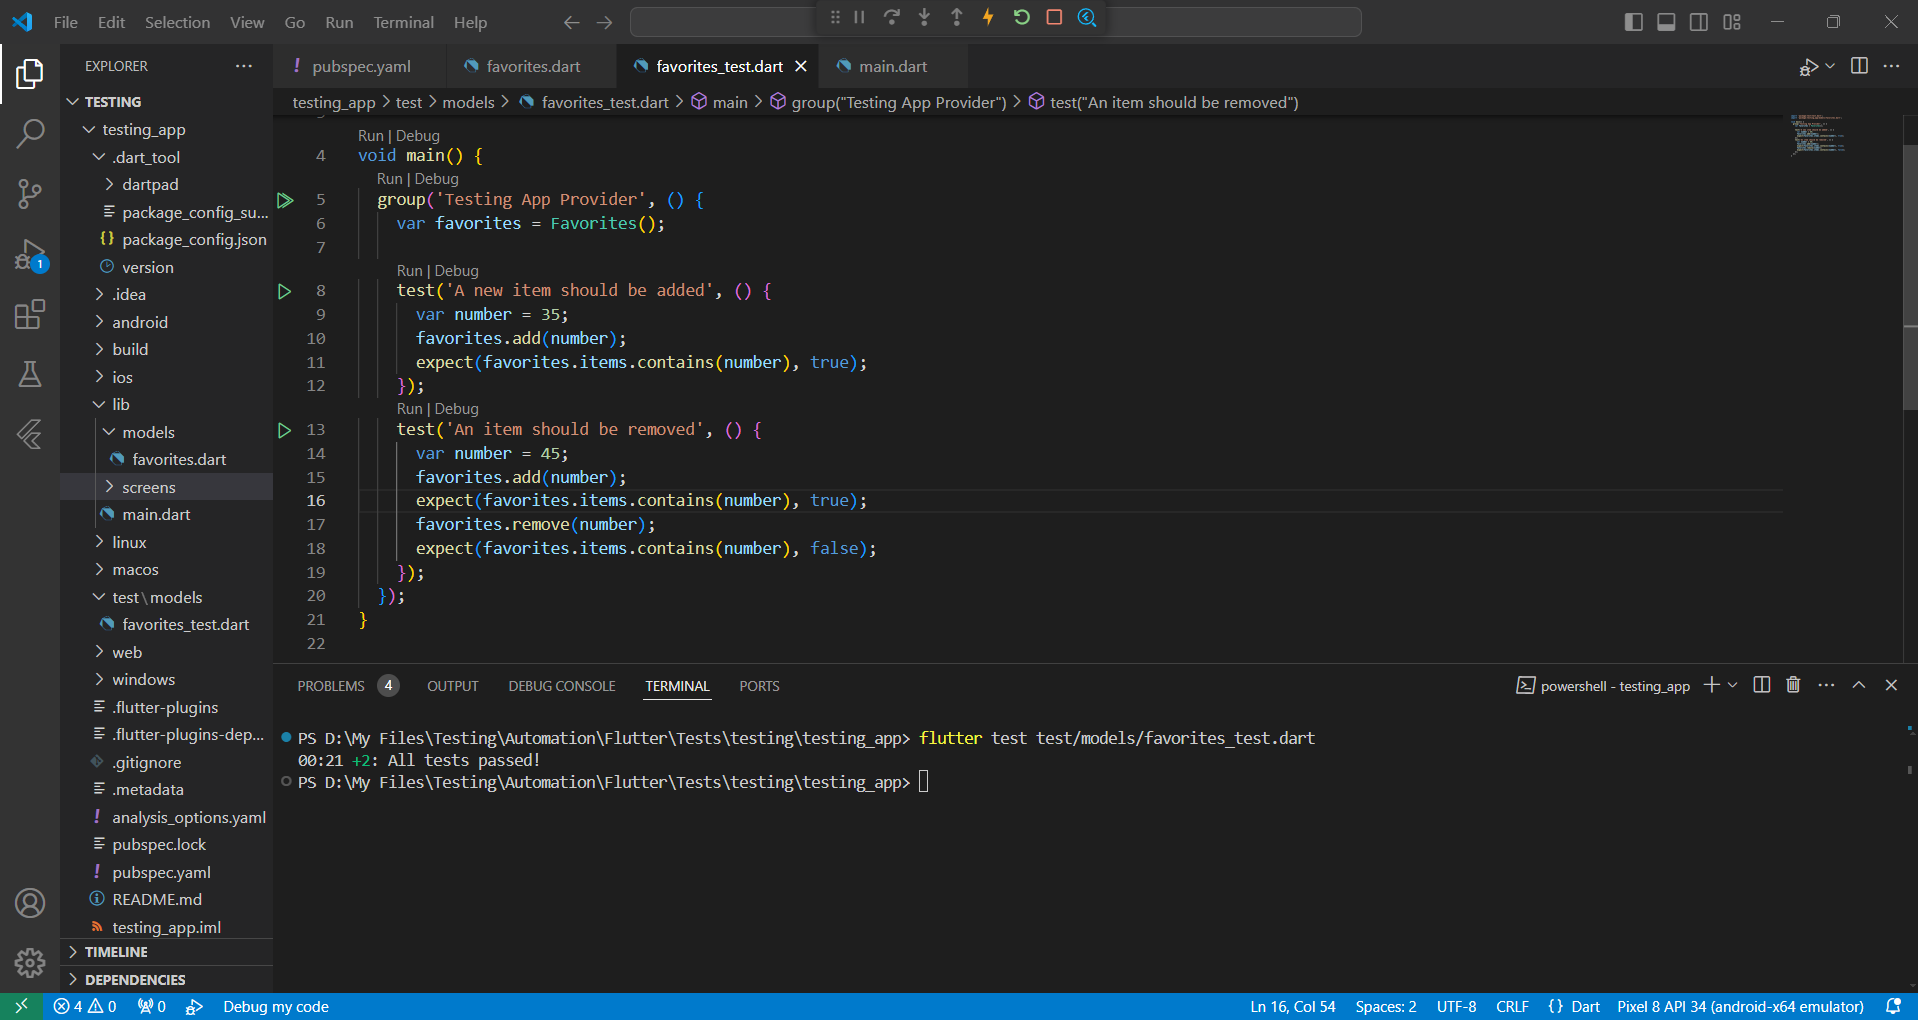 File Edit Selection View Go Run Terminal Help
EXPLORER
TESTING
testing_app
.dart_tool
dartpad
package_config_su...
package_config.json
version
.idea
android
build
ios
lib
models
favorites.dart
screens
main.dart
linux
macos
test\models
favorites_test.dart
web
windows
.flutter-plugins
.flutter-plugins-dep...
.gitignore
.metadata
analysis_options.yaml
pubspec.lock
pubspec.yaml
README.md
testing_app.iml
TIMELINE
DEPENDENCIES
1
pubspec.yaml favorites.dart favorites_test.dart main.dart
testing_app > test > models > favorites_test.dart > main > group("Testing App Provider") > test("An item should be removed")
Run | Debug
4 void main() {
Run | Debug
5 group('Testing App Provider', () {
6 var favorites = Favorites();
7
Run | Debug
8 test('A new item should be added', () {
9 var number = 35;
10 favorites.add(number);
11 expect(favorites.items.contains(number), true);
12 });
Run | Debug
13 test('An item should be removed', () {
14 var number = 45;
15 favorites.add(number);
16 expect(favorites.items.contains(number), true);
17 favorites.remove(number);
18 expect(favorites.items.contains(number), false);
19 });
20 });
21 }
22
PROBLEMS 4 OUTPUT DEBUG CONSOLE TERMINAL PORTS
powershell - testing_app
PS D:\My Files\Testing\Automation\Flutter\Tests\testing\testing_app> flutter test test/models/favorites_test.dart
00:21 +2: All tests passed!
PS D:\My Files\Testing\Automation\Flutter\Tests\testing\testing_app>
4 0 0 Debug my code
Ln 16, Col 54 Spaces: 2 UTF-8 CRLF {} Dart Pixel 8 API 34 (android-x64 emulator)